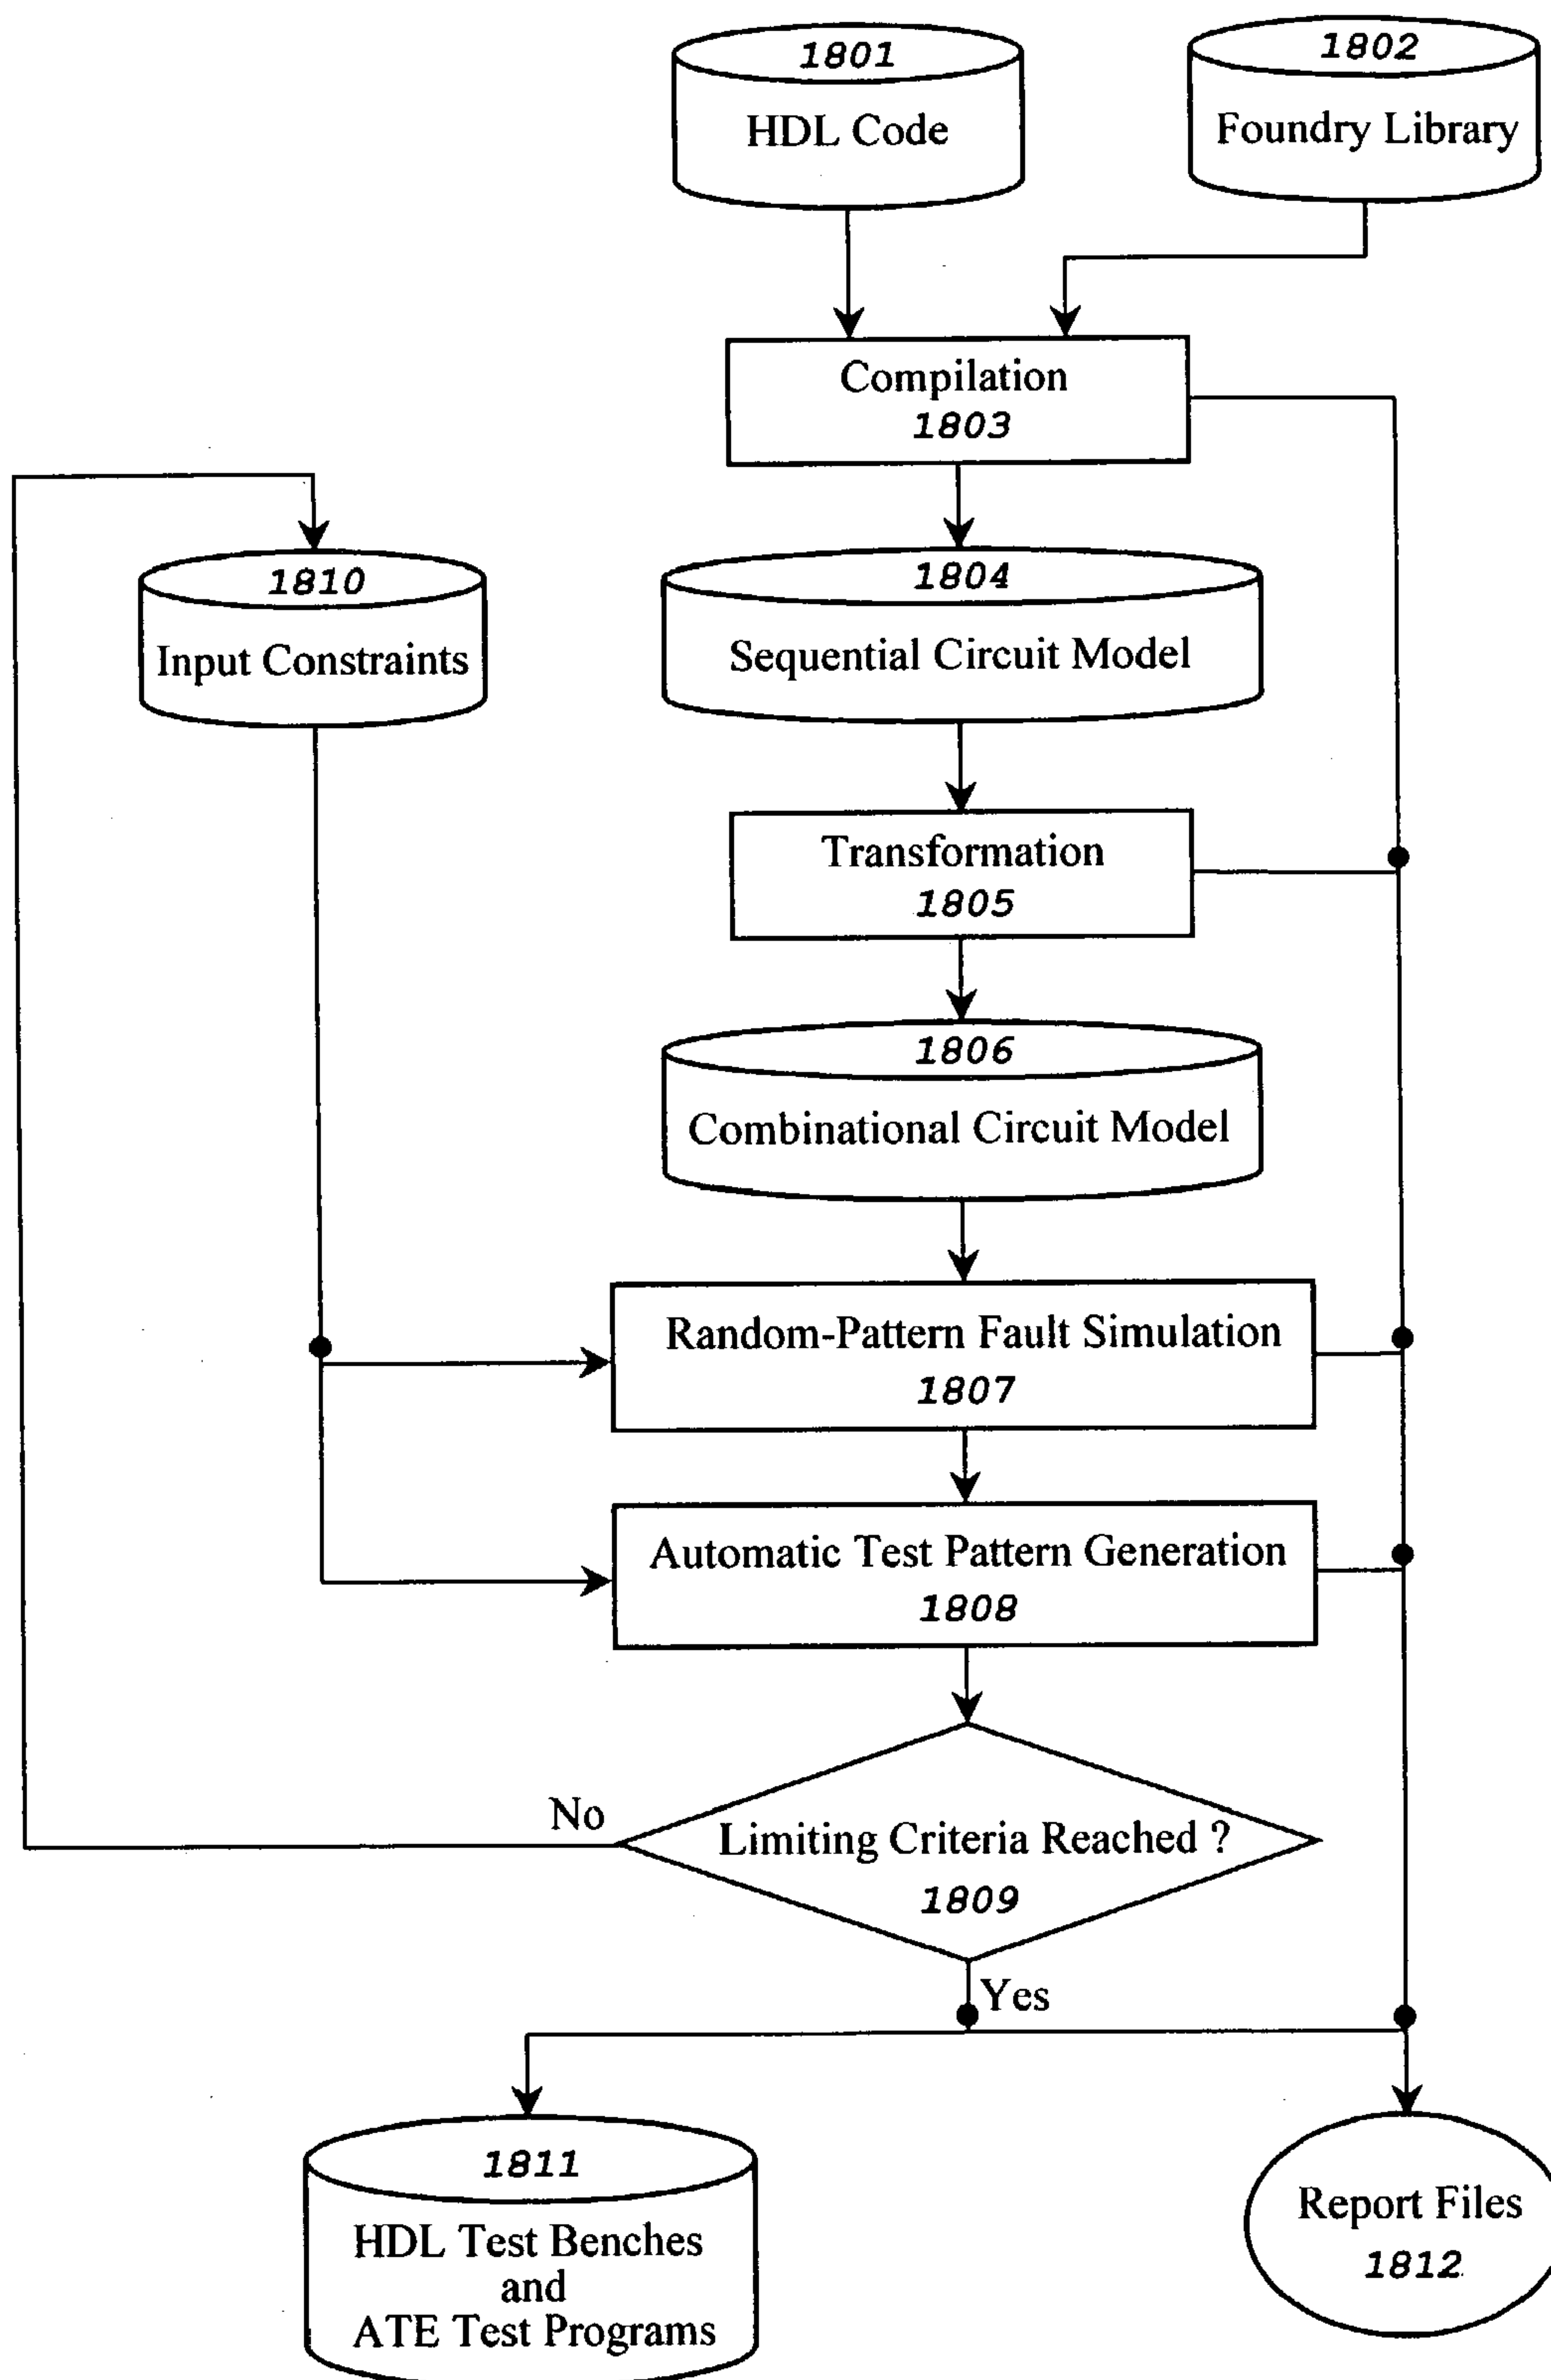 1801
HDL Code
1802
Foundry Library
Compilation
1803
1810
Input Constraints
1804
Sequential Circuit Model
Transformation
1805
1806
Combinational Circuit Model
Random-Pattern Fault Simulation
1807
Automatic Test Pattern Generation
1808
No
Limiting Criteria Reached ?
1809
Yes
1811
HDL Test Benches
and
ATE Test Programs
Report Files
1812